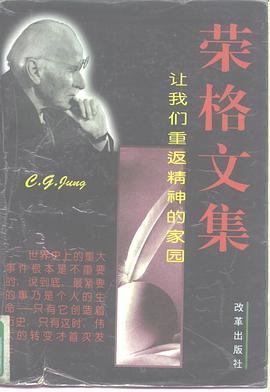 荣格文集
让我们重返精神的家园
C.G.Jung
世界史上的重大
事件根本是不重要
的，说到底，最紧要
的事乃是个人的生
命——只有它创造着
历史，只有这时，伟
的转变才首次发
改革出版社